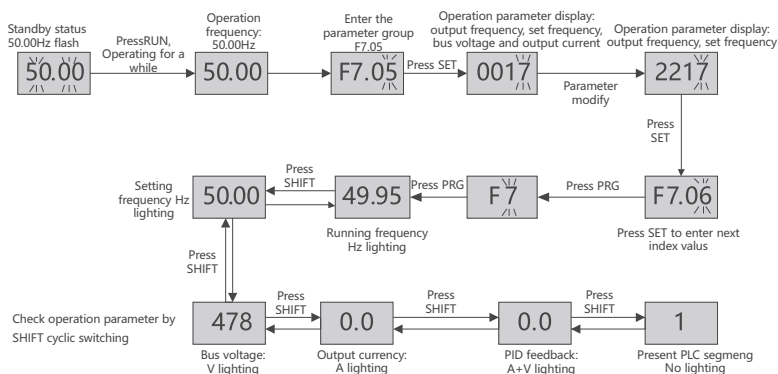 Standby status
50.00Hz flash
50.00
PressRUN,
Operating for a
while
Operation
frequency:
50.00Hz
50.00
Enter the
parameter group
F7.05
F7.05
Press SET
Operation parameter display:
output frequency, set frequency,
bus voltage and output current
0017
Parameter
modify
Operation parameter display:
output frequency, set frequency
2217
Press
SET
F7.06
Press SET to enter next
index valus
Press PRG
F 7
Press PRG
49.95
Running frequency
Hz lighting
Press
SHIFT
50.00
Setting
frequency Hz
lighting
Press
SHIFT
Check operation parameter by
SHIFT cyclic switching
478
Bus voltage:
V lighting
Press
SHIFT
0.0
Output currency:
A lighting
Press
SHIFT
0.0
PID feedback:
A+V lighting
Press
SHIFT
1
Present PLC segmeng
No lighting